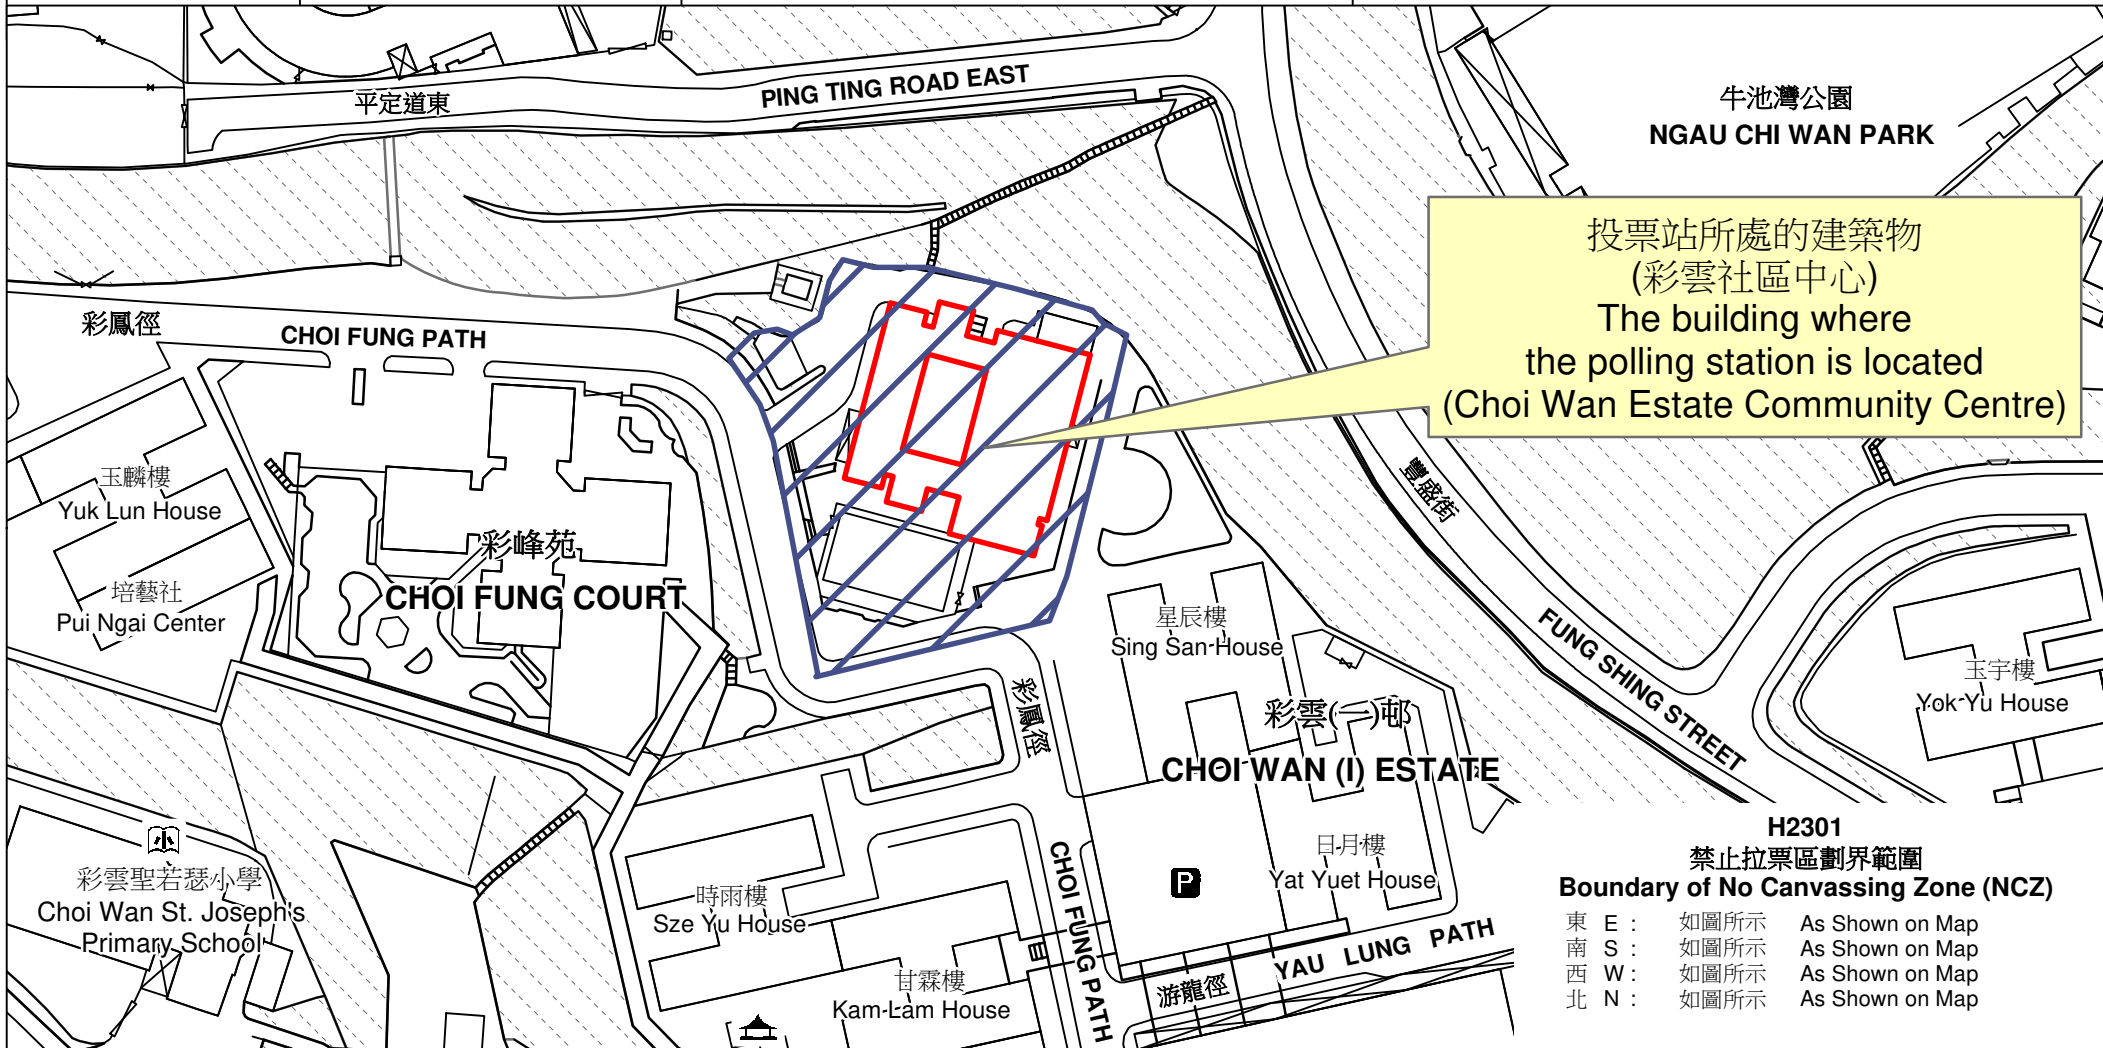 平定道東
PING TING ROAD EAST
牛池灣公園
NGAU CHI WAN PARK
投票站所處的建築物
(彩雲社區中心)
The building where
the polling station is located
(Choi Wan Estate Community Centre)
彩鳳徑
CHOI FUNG PATH
玉麟樓
Yuk Lun House
培藝社
Pui Ngai Center
彩峰苑
CHOI FUNG COURT
豐盛街
FUNG SHING STREET
星辰樓
Sing San House
彩鳳徑
彩雲(一)邨
CHOI WAN (I) ESTATE
玉宇樓
Yok Yu House
小
彩雲聖若瑟小學
Choi Wan St. Joseph's
Primary School
時雨樓
Sze Yu House
甘霖樓
Kam Lam House
CHOI FUNG PATH
P
日月樓
Yat Yuet House
游龍徑
YAU LUNG PATH
H2301
禁止拉票區劃界範圍
Boundary of No Canvassing Zone (NCZ)
東 E : 如圖所示 As Shown on Map
南 S : 如圖所示 As Shown on Map
西 W : 如圖所示 As Shown on Map
北 N : 如圖所示 As Shown on Map